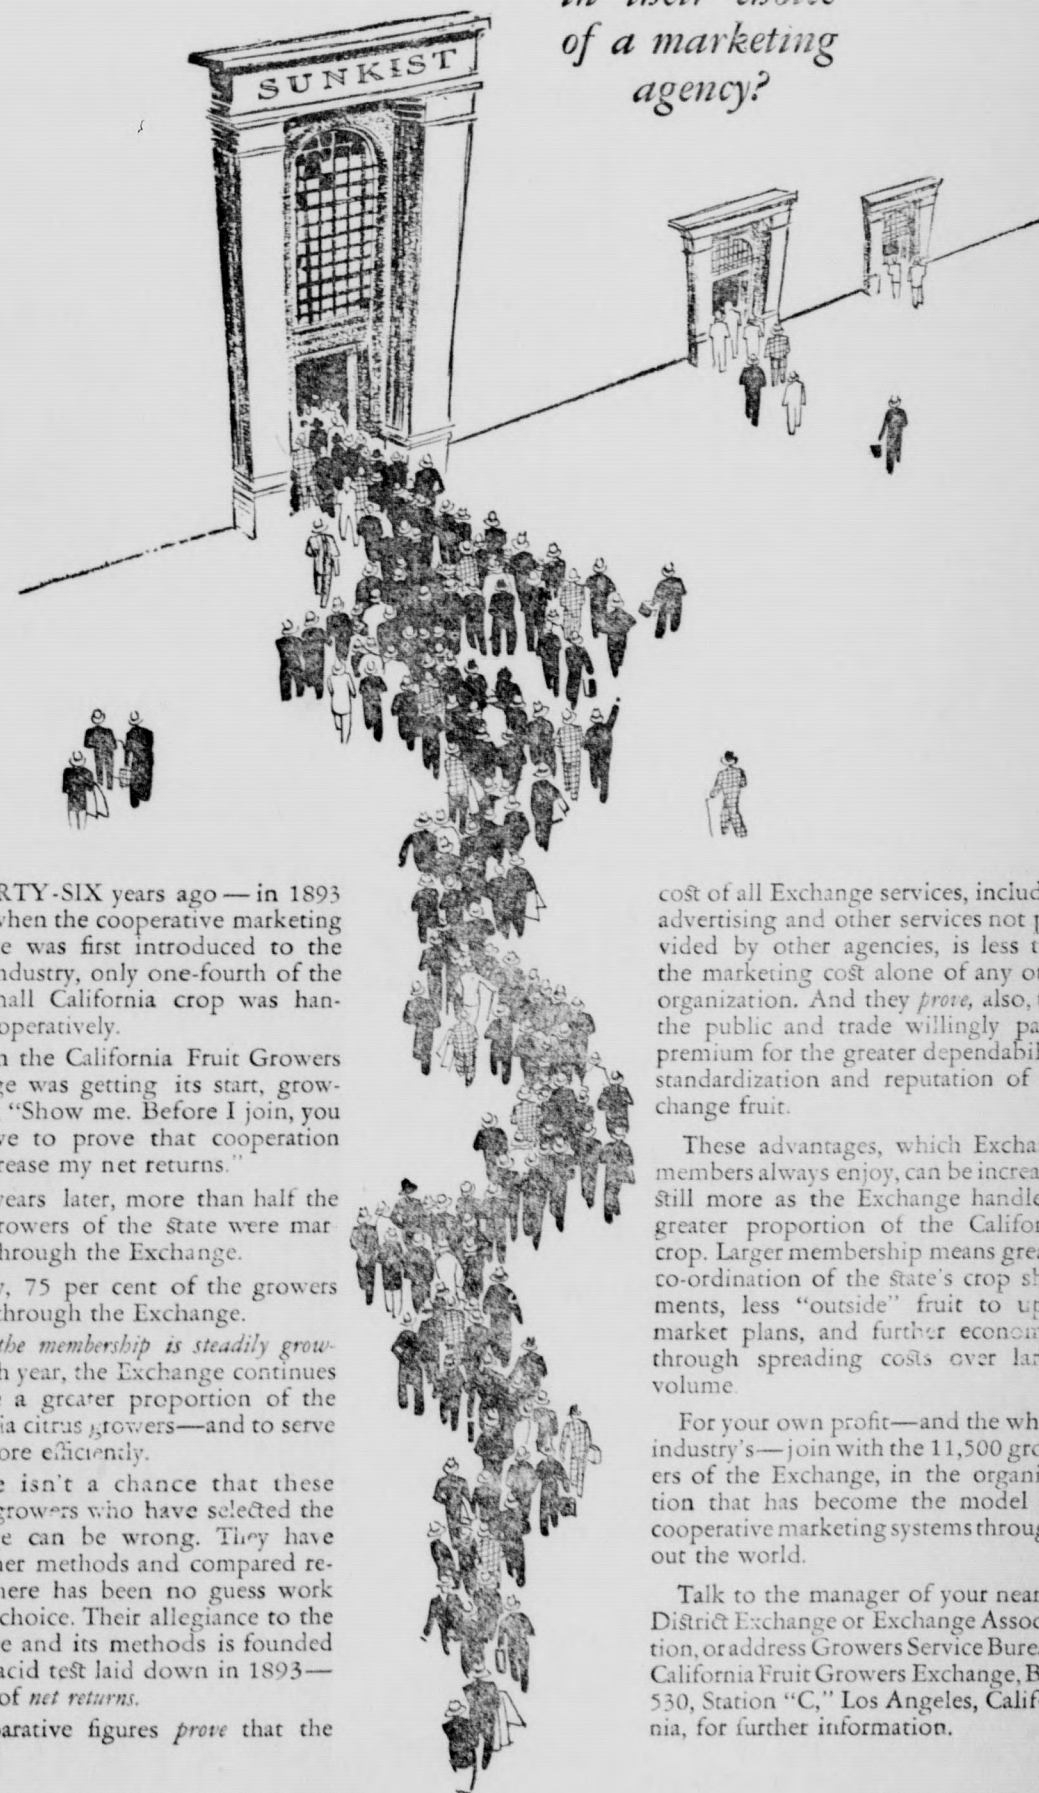 in their choice
of a marketing
agency?
SUNKIST
RTY-SIX years ago — in 1893
when the cooperative marketing
e was first introduced to the
ndustry, only one-fourth of the
nall California crop was han-
operatively.
n the California Fruit Growers
ge was getting its start, grow-
"Show me. Before I join, you
ve to prove that cooperation
rease my net returns."
years later, more than half the
rowers of the State were mar
hrough the Exchange.
y, 75 per cent of the growers
through the Exchange.
the membership is steadily grow-
h year, the Exchange continues
e a greater proportion of the
ia citrus growers—and to serve
ore efficiently.
e isn't a chance that these
growers who have selected the
e can be wrong. They have
er methods and compared re-
here has been no guess work
choice. Their allegiance to the
e and its methods is founded
acid test laid down in 1893—
of net returns.
parative figures prove that the
cost of all Exchange services, includ
advertising and other services not p
vided by other agencies, is less t
the marketing cost alone of any o
organization. And they prove, also,
the public and trade willingly pa
premium for the greater dependabil
standardization and reputation of
change fruit.
These advantages, which Excha
members always enjoy, can be increa
still more as the Exchange handle
greater proportion of the Califor
crop. Larger membership means grea
co-ordination of the state's crop sh
ments, less "outside" fruit to up
market plans, and further econom
through spreading costs over lar
volume.
For your own profit—and the wh
industry's—join with the 11,500 gro
ers of the Exchange, in the organi
tion that has become the model
cooperative marketing systems throug
out the world.
Talk to the manager of your near
District Exchange or Exchange Assoc
tion, or address Growers Service Bure
California Fruit Growers Exchange, B
530, Station "C," Los Angeles, Calif
nia, for further information.